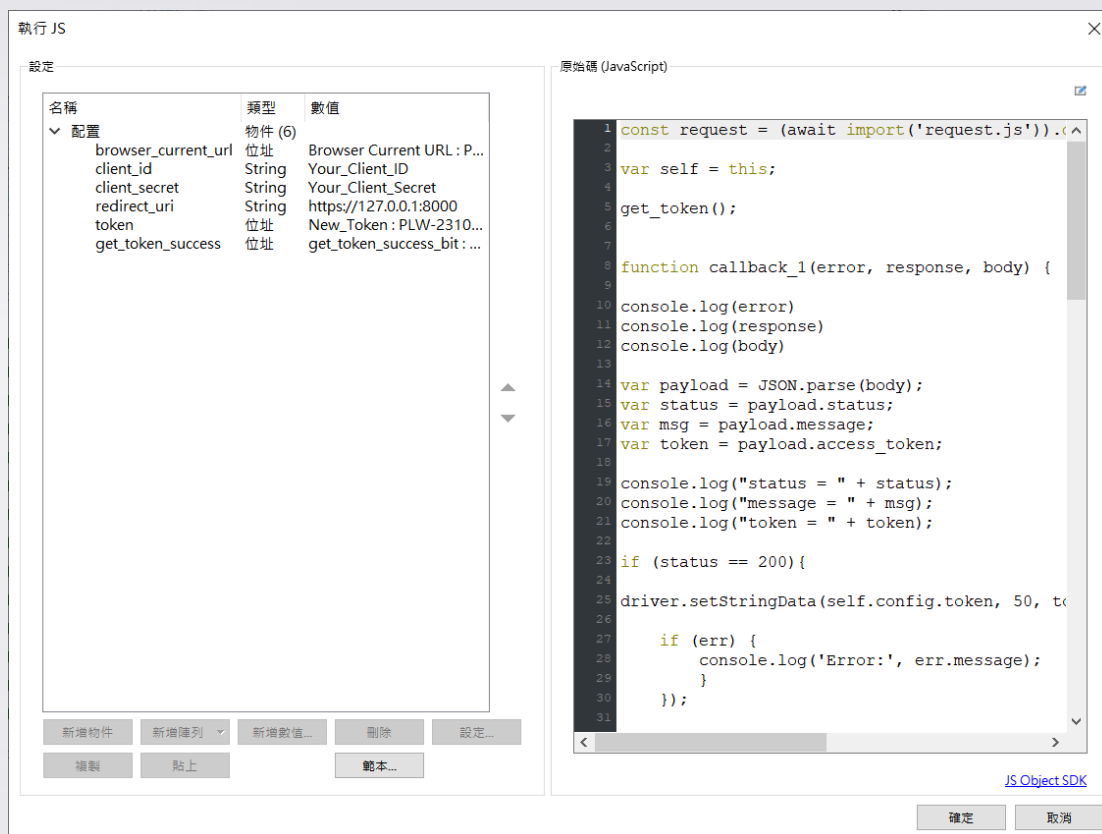 執行 JS
設定
名稱 類型 數值
配置 物件 (6)
browser_current_url 位址 Browser Current URL : P...
client_id String Your_Client_ID
client_secret String Your_Client_Secret
redirect_uri String https://127.0.0.1:8000
token 位址 New_Token : PLW-2310...
get_token_success 位址 get_token_success_bit : ...
新增物件 新增陣列 新增數值... 刪除 設定...
複製 貼上 範本...
原始碼 (JavaScript)
1 const request = (await import('request.js')).
2
3 var self = this;
4
5 get_token();
6
7
8 function callback_1(error, response, body) {
9
10 console.log(error)
11 console.log(response)
12 console.log(body)
13
14 var payload = JSON.parse(body);
15 var status = payload.status;
16 var msg = payload.message;
17 var token = payload.access_token;
18
19 console.log("status = " + status);
20 console.log("message = " + msg);
21 console.log("token = " + token);
22
23 if (status == 200){
24
25 driver.setStringData(self.config.token, 50, to
26
27 if (err) {
28 console.log('Error:', err.message);
29 }
30 });
31
JS Object SDK
確定 取消